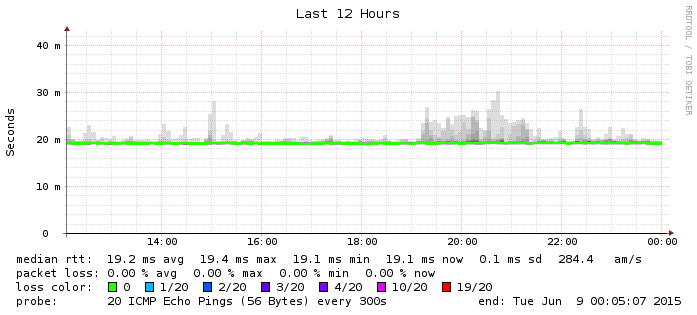 Last 12 Hours
RRDTOOL / TOBI OETIKER
40 m
30 m
20 m
10 m
0
Seconds
14:00 16:00 18:00 20:00 22:00 00:00
median rtt: 19.2 ms avg 19.4 ms max 19.1 ms min 19.1 ms now 0.1 ms sd 284.4 am/s
packet loss: 0.00 % avg 0.00 % max 0.00 % min 0.00 % now
loss color: 0 1/20 2/20 3/20 4/20 10/20 19/20
probe: 20 ICMP Echo Pings (56 Bytes) every 300s end: Tue Jun 9 00:05:07 2015